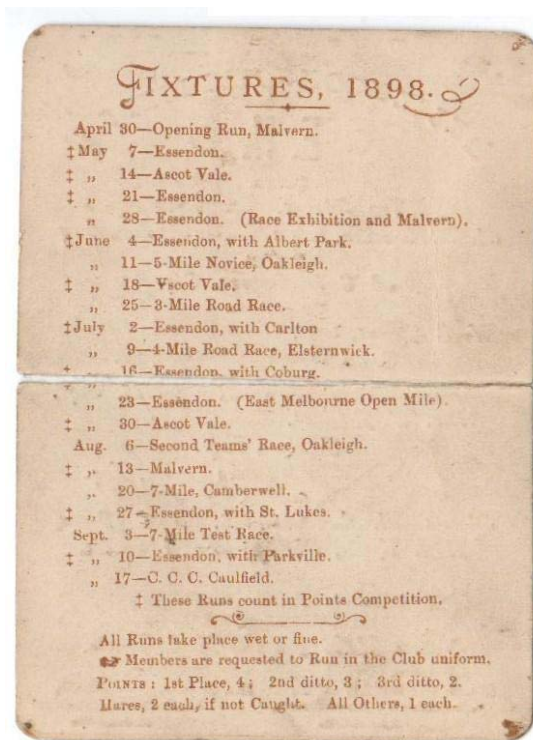 FIXTURES, 1898.
April 30—Opening Run, Malvern.
‡ May 7—Essendon.
‡ „ 14—Ascot Vale.
‡ „ 21—Essendon.
„ 28—Essendon. (Race Exhibition and Malvern).
‡ June 4—Essendon, with Albert Park.
„ 11—5-Mile Novice, Oakleigh.
‡ „ 18—Ascot Vale.
„ 25—3-Mile Road Race.
‡ July 2—Essendon, with Carlton
„ 9—4-Mile Road Race, Elsternwick.
‡ „ 16—Essendon, with Coburg.
„ 23—Essendon. (East Melbourne Open Mile).
‡ „ 30—Ascot Vale.
Aug. 6—Second Teams' Race, Oakleigh.
‡ „ 13—Malvern.
„ 20—7-Mile, Camberwell.
‡ „ 27—Essendon, with St. Lukes.
Sept. 3—7-Mile Test Race.
‡ „ 10—Essendon, with Parkville.
„ 17—C. C. C. Caulfield.
‡ These Runs count in Points Competition.
All Runs take place wet or fine.
☛ Members are requested to Run in the Club uniform.
POINTS : 1st Place, 4 ; 2nd ditto, 3 ; 3rd ditto, 2.
Hares, 2 each, if not Caught. All Others, 1 each.